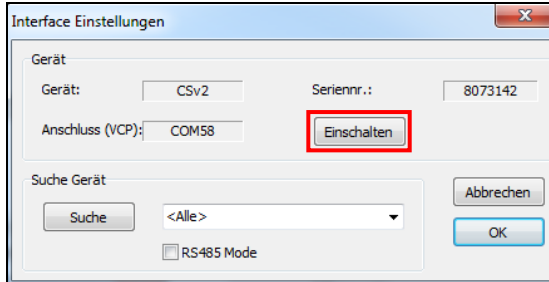 Interface Einstellungen
Gerät
Gerät: CSv2 Seriennr.: 8073142
Anschluss (VCP): COM58 Einschalten
Suche Gerät
Suche <Alle> Abbrechen
RS485 Mode OK